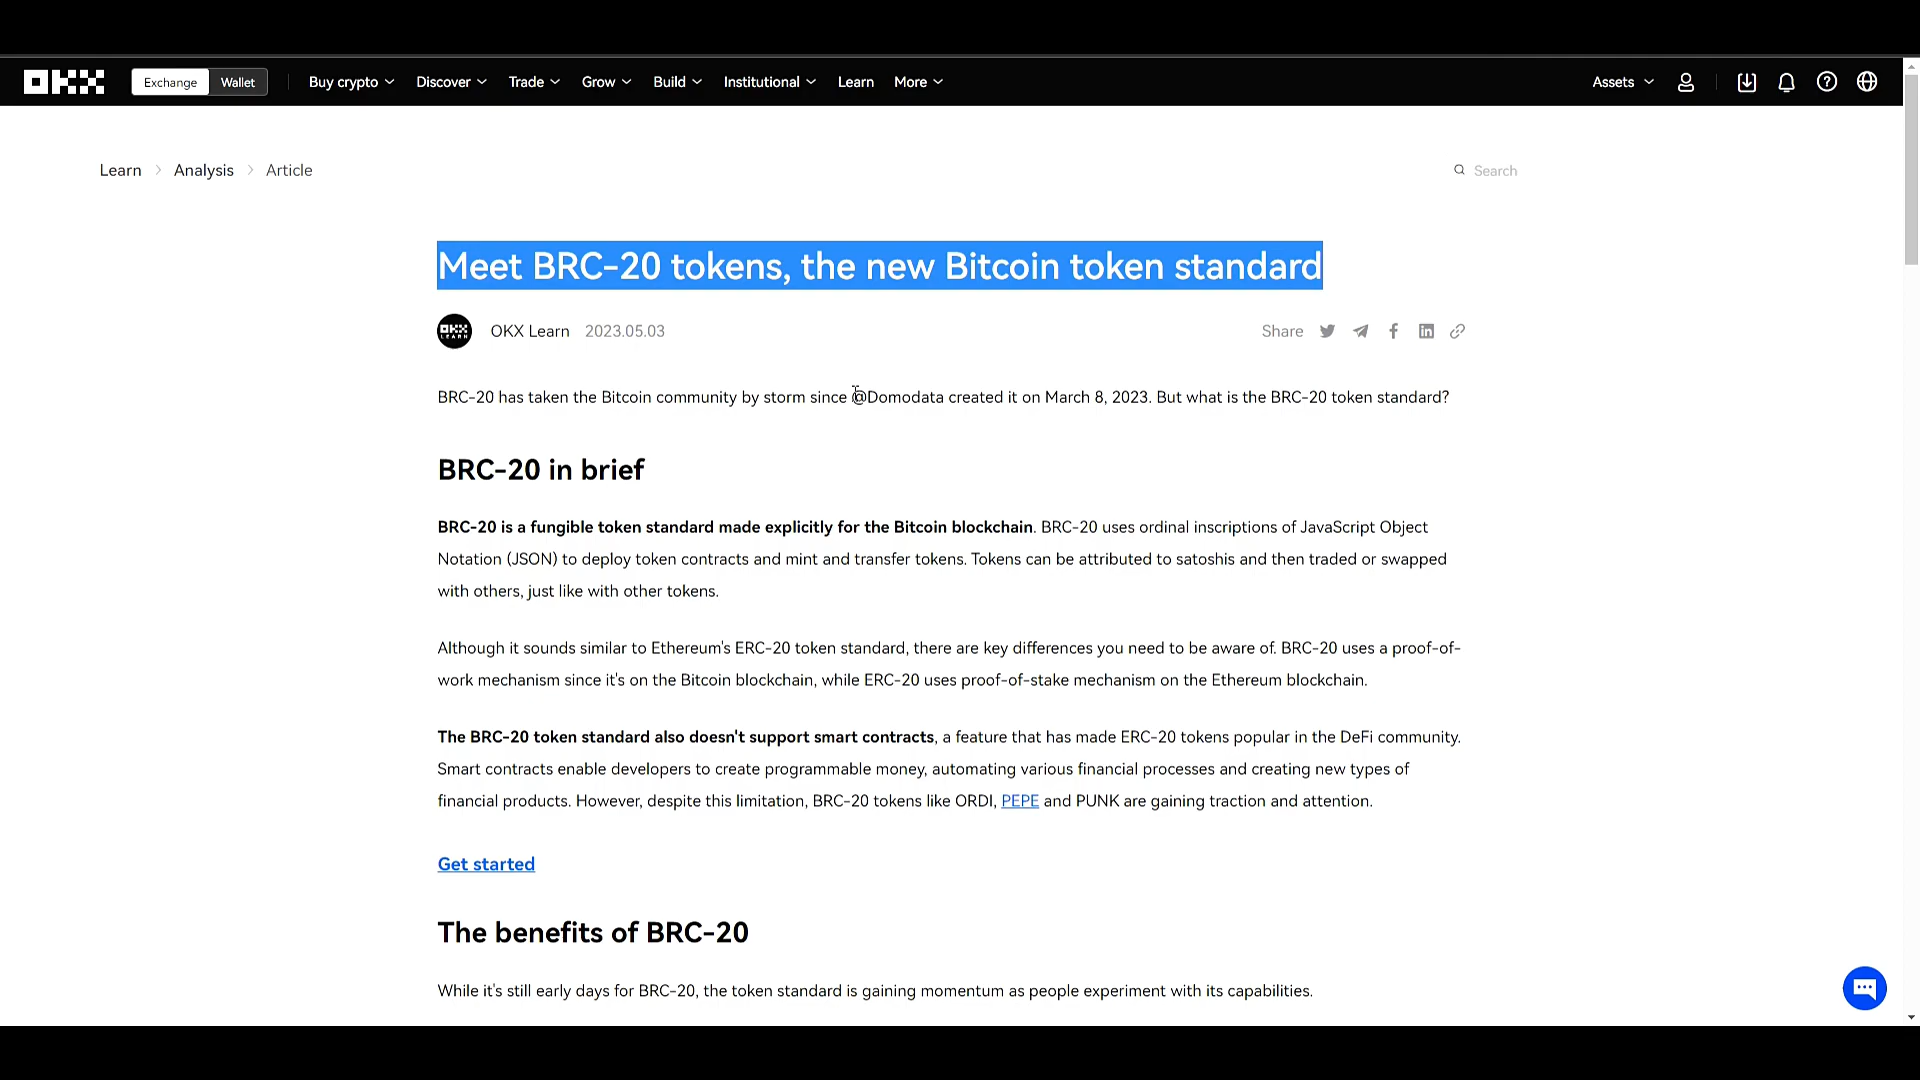 OKX Exchange Wallet Buy crypto Discover Trade Grow Build Institutional Learn More Assets
Learn Analysis Article Search
Meet BRC-20 tokens, the new Bitcoin token standard
OKX LEARN OKX Learn 2023.05.03 Share
BRC-20 has taken the Bitcoin community by storm since @Domodata created it on March 8, 2023. But what is the BRC-20 token standard?
BRC-20 in brief
BRC-20 is a fungible token standard made explicitly for the Bitcoin blockchain. BRC-20 uses ordinal inscriptions of JavaScript Object
Notation (JSON) to deploy token contracts and mint and transfer tokens. Tokens can be attributed to satoshis and then traded or swapped
with others, just like with other tokens.
Although it sounds similar to Ethereum's ERC-20 token standard, there are key differences you need to be aware of. BRC-20 uses a proof-of-
work mechanism since it's on the Bitcoin blockchain, while ERC-20 uses proof-of-stake mechanism on the Ethereum blockchain.
The BRC-20 token standard also doesn't support smart contracts, a feature that has made ERC-20 tokens popular in the DeFi community.
Smart contracts enable developers to create programmable money, automating various financial processes and creating new types of
financial products. However, despite this limitation, BRC-20 tokens like ORDI, PEPE and PUNK are gaining traction and attention.
Get started
The benefits of BRC-20
While it's still early days for BRC-20, the token standard is gaining momentum as people experiment with its capabilities.